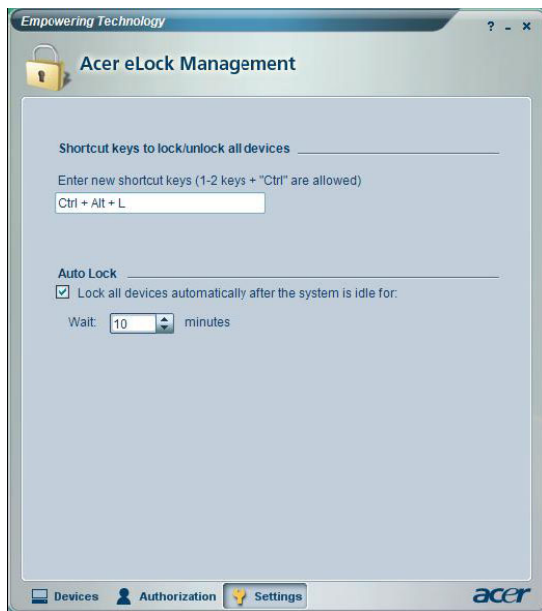 Empowering Technology
? - ×
Acer eLock Management
Shortcut keys to lock/unlock all devices
Enter new shortcut keys (1-2 keys + "Ctrl" are allowed)
Ctrl + Alt + L
Auto Lock
Lock all devices automatically after the system is idle for:
Wait: 10 minutes
Devices Authorization Settings acer